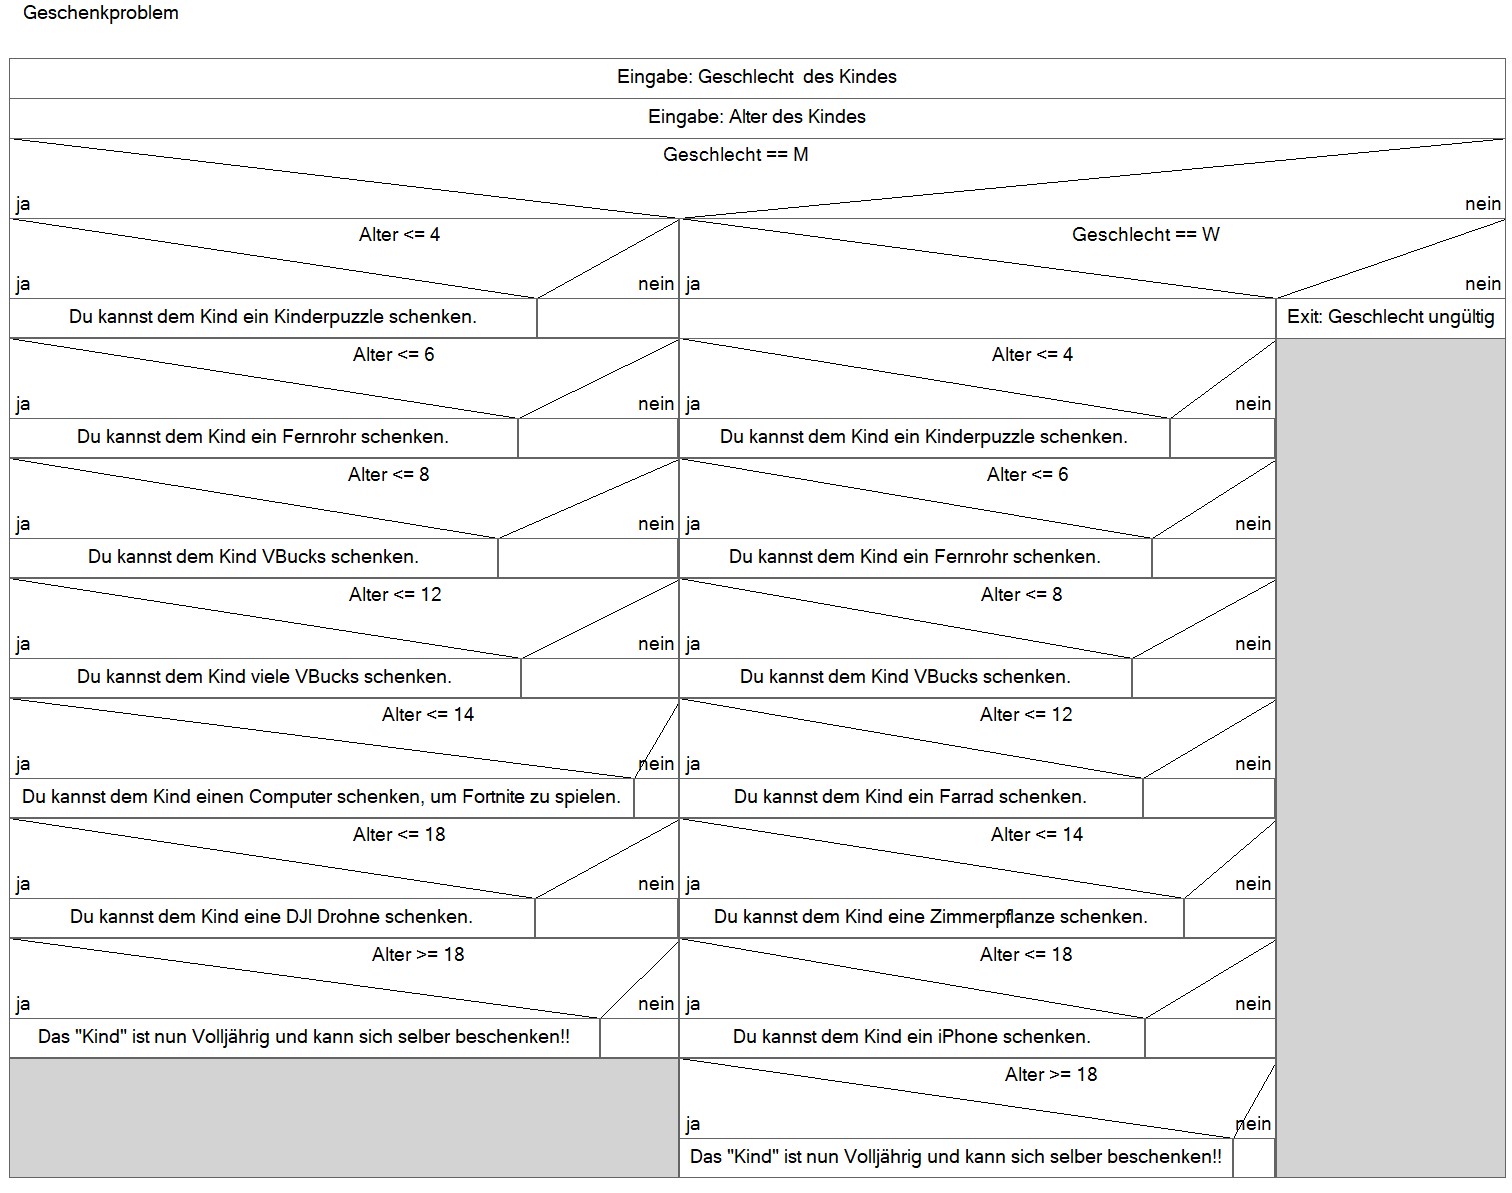 Geschenkproblem
Eingabe: Geschlecht  des Kindes
Eingabe: Alter des Kindes
Geschlecht == M
ja
nein
Alter <= 4
ja
nein
Du kannst dem Kind ein Kinderpuzzle schenken.
Alter <= 6
ja
nein
Du kannst dem Kind ein Fernrohr schenken.
Alter <= 8
ja
nein
Du kannst dem Kind VBucks schenken.
Alter <= 12
ja
nein
Du kannst dem Kind viele VBucks schenken.
Alter <= 14
ja
nein
Du kannst dem Kind einen Computer schenken, um Fortnite zu spielen.
Alter <= 18
ja
nein
Du kannst dem Kind eine DJI Drohne schenken.
Alter >= 18
ja
nein
Das "Kind" ist nun Volljährig und kann sich selber beschenken!!
Geschlecht == W
ja
nein
Exit: Geschlecht ungültig
Alter <= 4
ja
nein
Du kannst dem Kind ein Kinderpuzzle schenken.
Alter <= 6
ja
nein
Du kannst dem Kind ein Fernrohr schenken.
Alter <= 8
ja
nein
Du kannst dem Kind VBucks schenken.
Alter <= 12
ja
nein
Du kannst dem Kind ein Farrad schenken.
Alter <= 14
ja
nein
Du kannst dem Kind eine Zimmerpflanze schenken.
Alter <= 18
ja
nein
Du kannst dem Kind ein iPhone schenken.
Alter >= 18
ja
nein
Das "Kind" ist nun Volljährig und kann sich selber beschenken!!